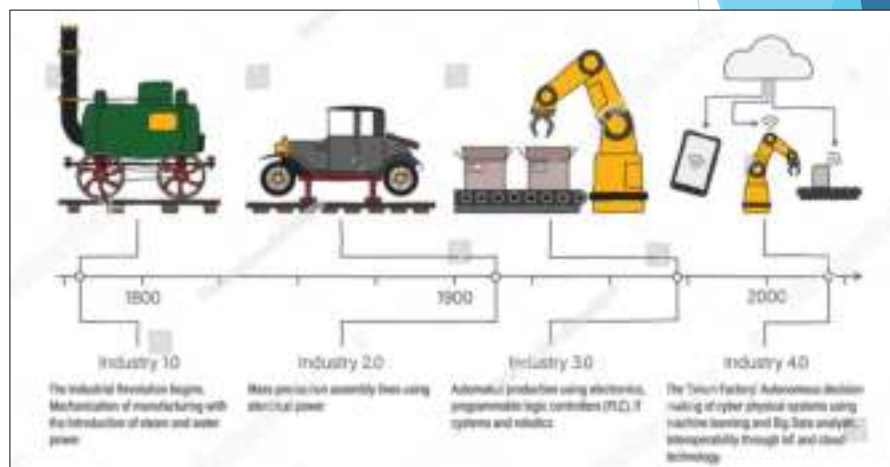 1800
1900
2000
Industry 1.0
The Industrial Revolution begins.
Mechanization of manufacturing with
the introduction of steam and water
power
Industry 2.0
Mass production assembly lines using
electrical power
Industry 3.0
Automated production using electronics,
programmable logic controllers (PLC), IT
systems and robotics
Industry 4.0
The 'Smart Factory'. Autonomous decision
making of cyber physical systems using
machine learning and Big Data analysis.
Interoperability through IoT and cloud
technology